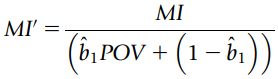 MI′ = MI / (b̂₁POV + (1 − b̂₁))